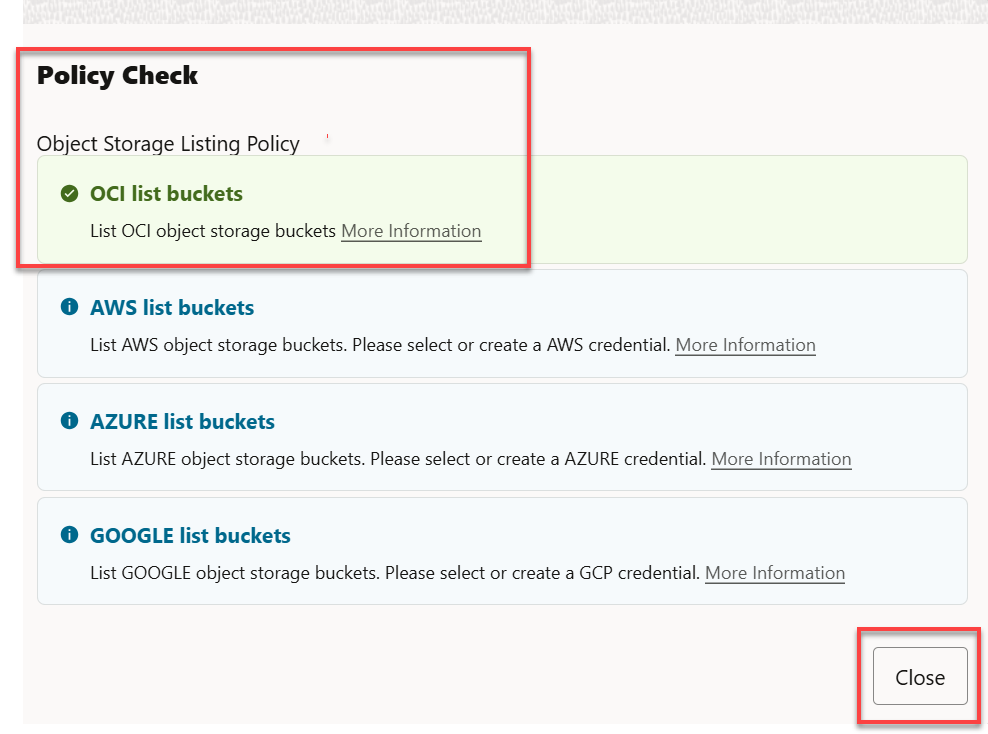 Policy Check
Object Storage Listing Policy
OCI list buckets
List OCI object storage buckets More Information
AWS list buckets
List AWS object storage buckets. Please select or create a AWS credential. More Information
AZURE list buckets
List AZURE object storage buckets. Please select or create a AZURE credential. More Information
GOOGLE list buckets
List GOOGLE object storage buckets. Please select or create a GCP credential. More Information
Close